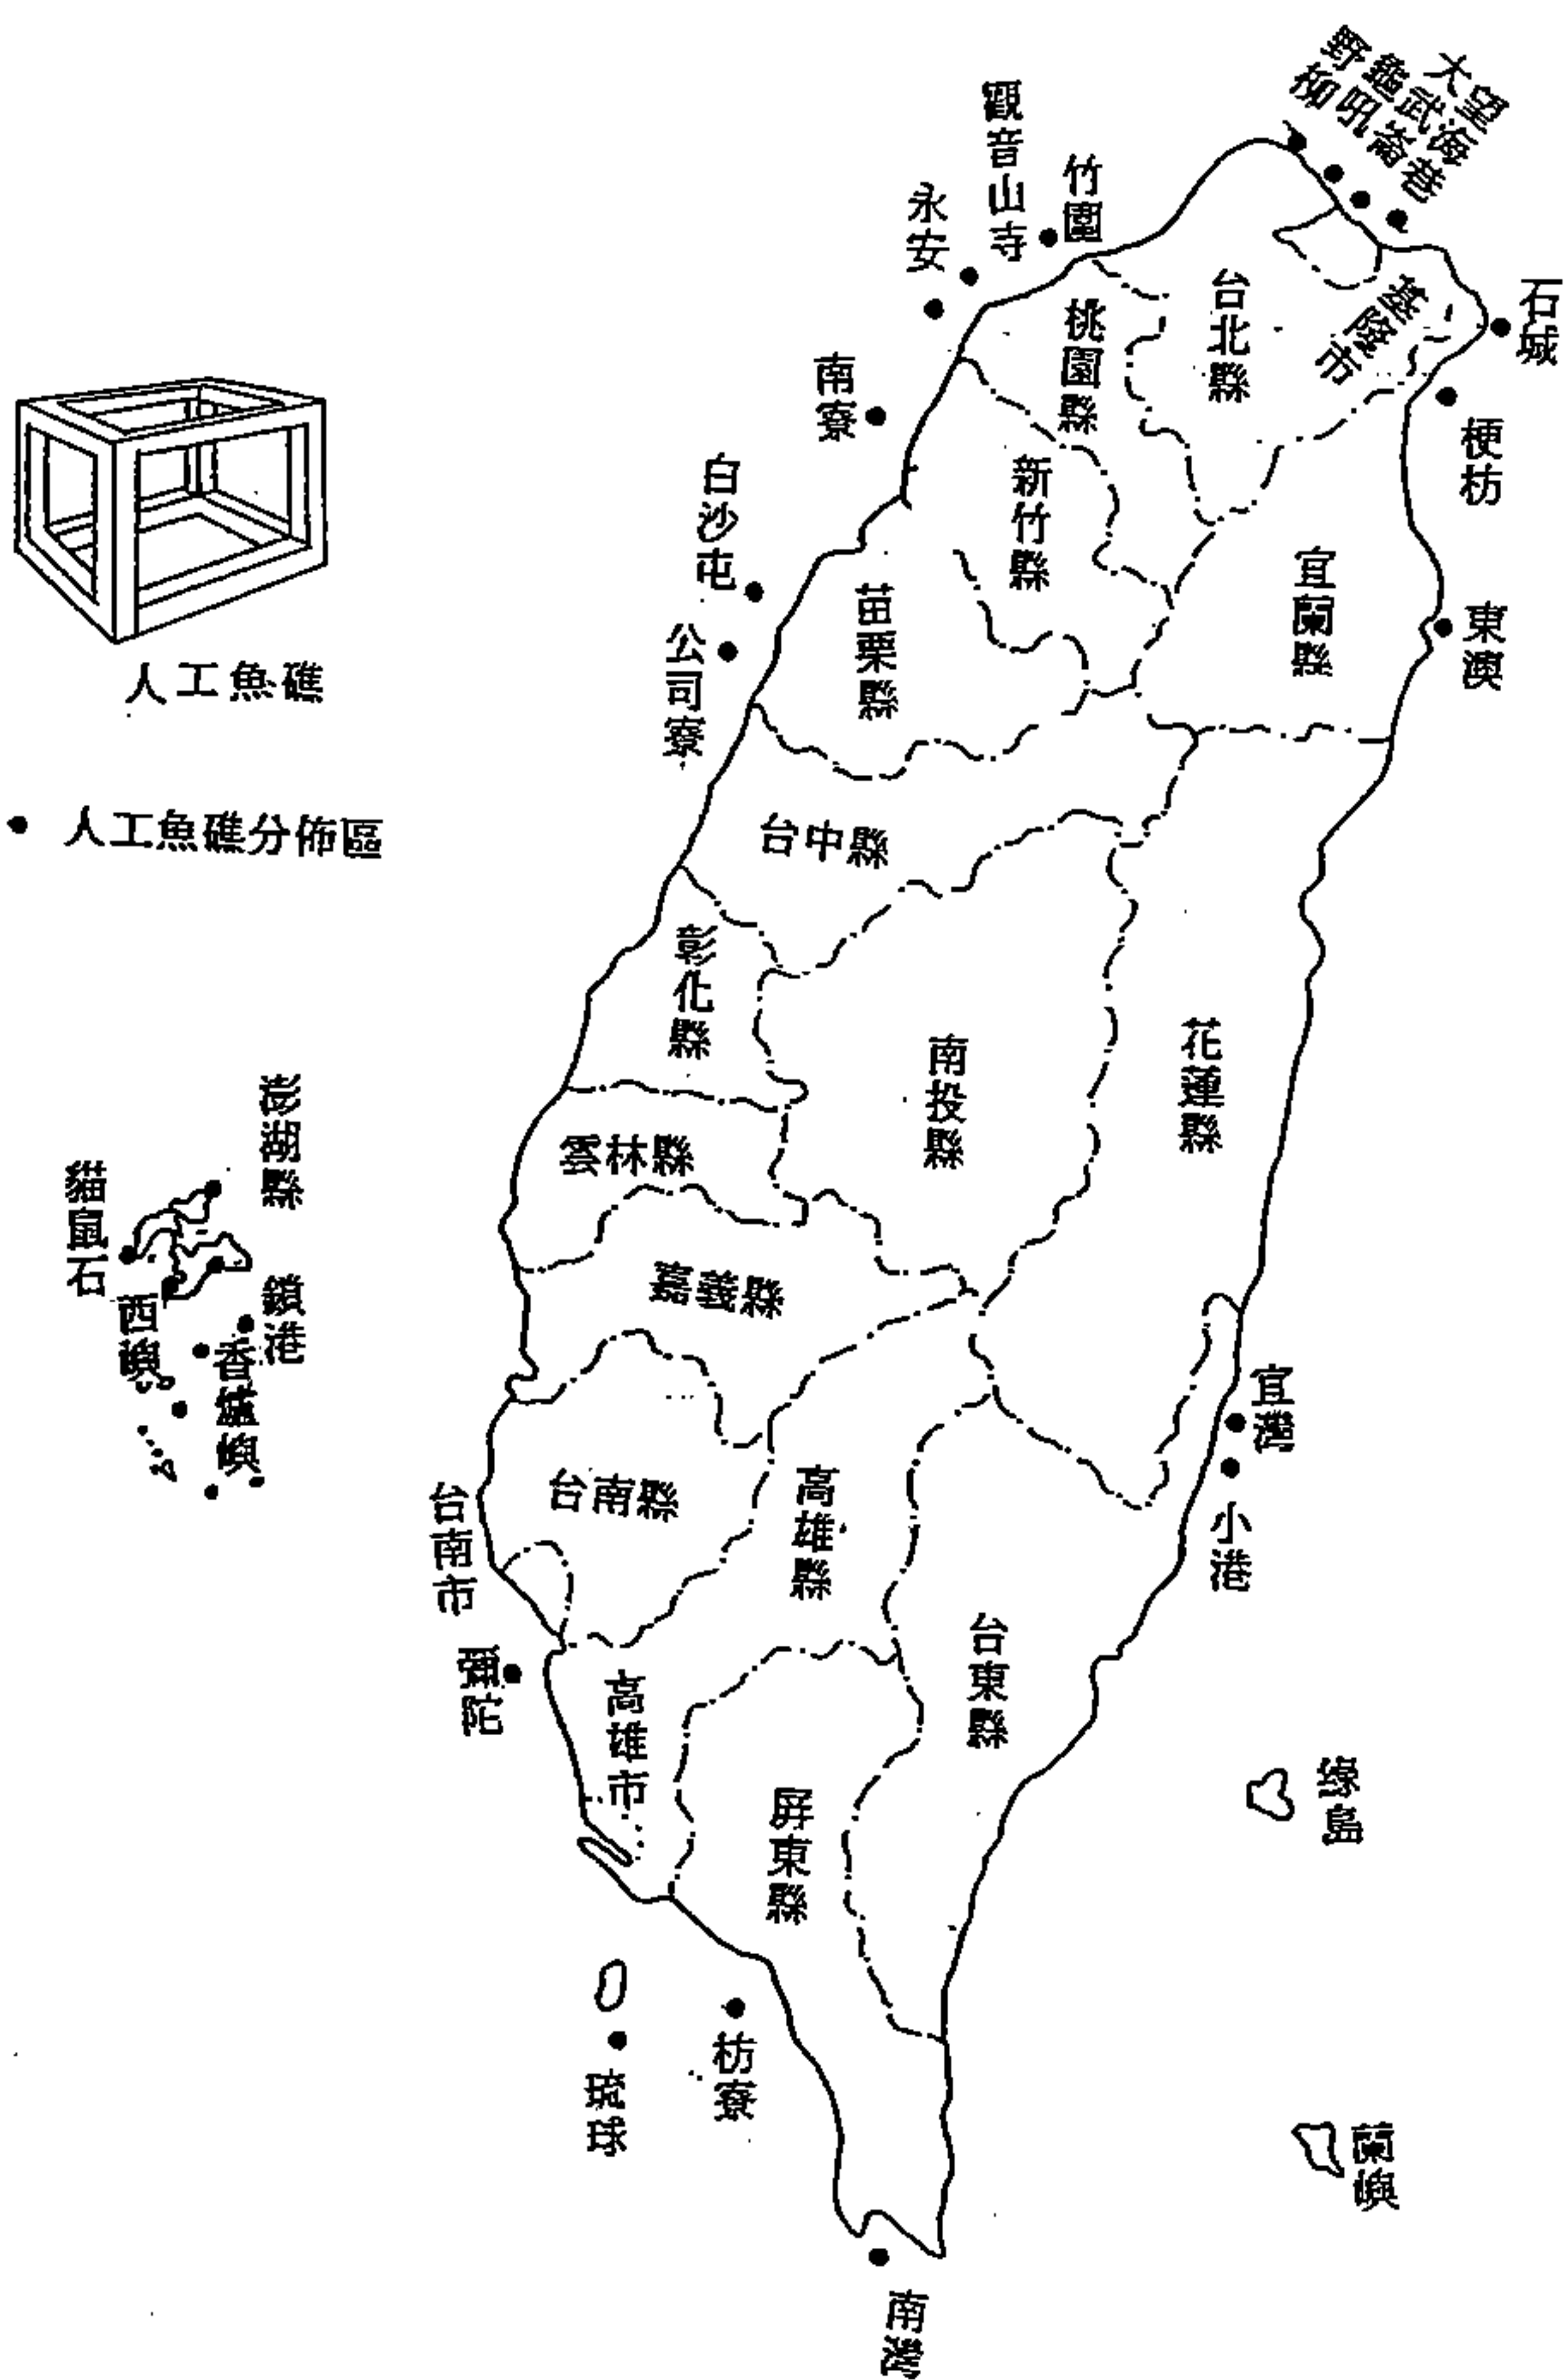 人工魚礁
人工魚礁分佈區
野柳
大武崙
望海巷
觀音山寺
竹圍
永安
南寮
白沙屯
公司寮
石城
梗枋
東澳
台北縣
基隆市
桃園縣
新竹縣
宜蘭縣
苗栗縣
台中縣
彰化縣
南投縣
花蓮縣
雲林縣
嘉義縣
台南縣
台南市
高雄縣
高雄市
彌陀
屏東縣
台東縣
宜灣
小港
澎湖縣
貓鼠石
西嶼
鎖港
香爐嶼
綠島
蘭嶼
琉球
枋寮
南灣